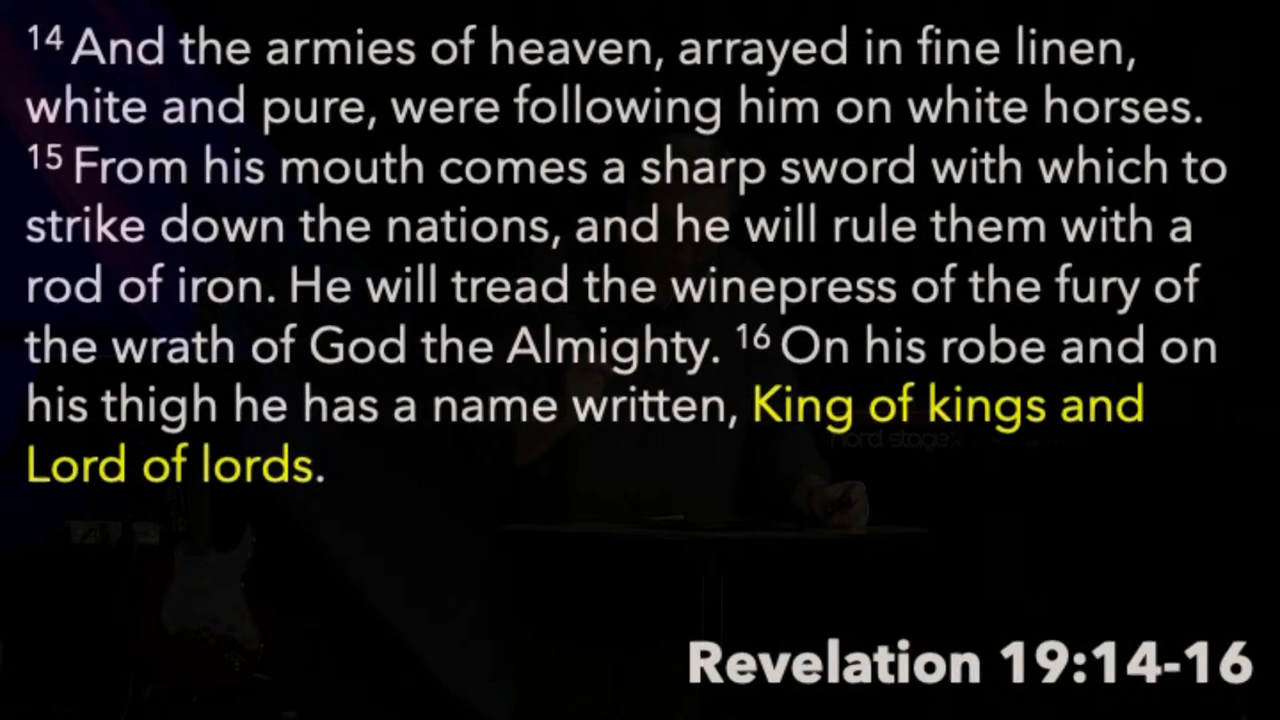 14 And the armies of heaven, arrayed in fine linen,
white and pure, were following him on white horses.
15 From his mouth comes a sharp sword with which to
strike down the nations, and he will rule them with a
rod of iron. He will tread the winepress of the fury of
the wrath of God the Almighty. 16 On his robe and on
his thigh he has a name written, King of kings and
Lord of lords.
nord stage
Revelation 19:14-16